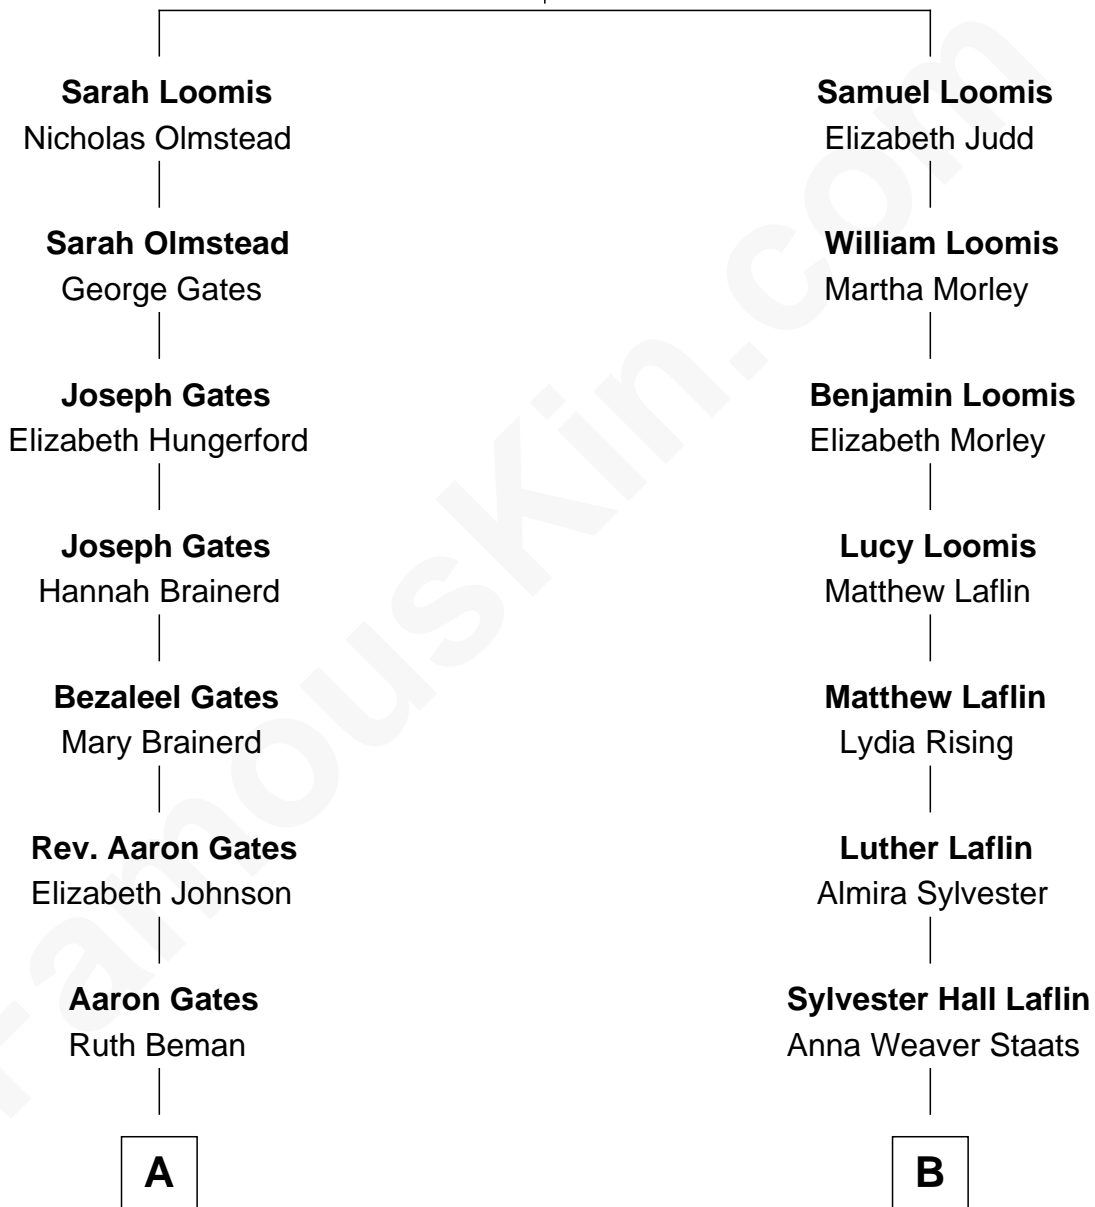 Sarah Loomis
Nicholas Olmstead
Sarah Olmstead
George Gates
Joseph Gates
Elizabeth Hungerford
Joseph Gates
Hannah Brainerd
Bezaleel Gates
Mary Brainerd
Rev. Aaron Gates
Elizabeth Johnson
Aaron Gates
Ruth Beman
A
Samuel Loomis
Elizabeth Judd
William Loomis
Martha Morley
Benjamin Loomis
Elizabeth Morley
Lucy Loomis
Matthew Laflin
Matthew Laflin
Lydia Rising
Luther Laflin
Almira Sylvester
Sylvester Hall Laflin
Anna Weaver Staats
B
FamousKin.com